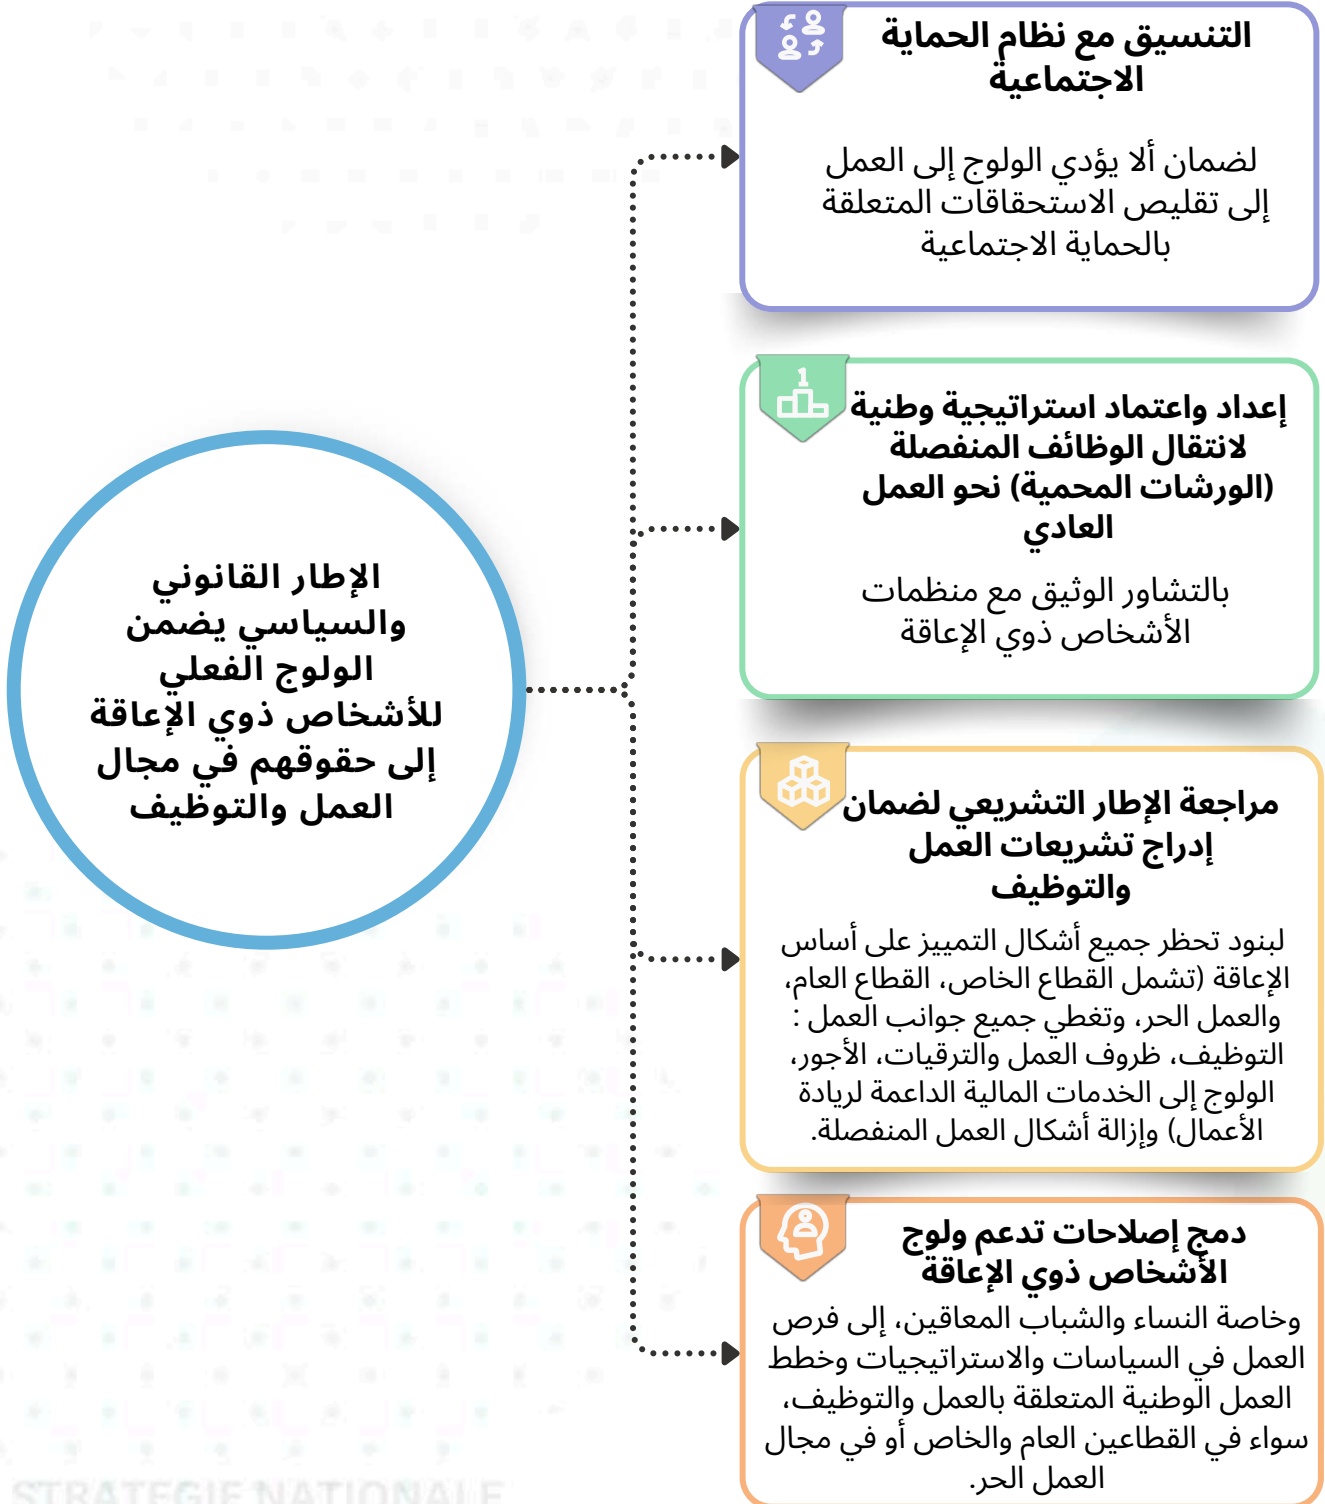 الإطار القانوني
والسياسي يضمن
الولوج الفعلي
للأشخاص ذوي الإعاقة
إلى حقوقهم في مجال
العمل والتوظيف
التنسيق مع نظام الحماية
الاجتماعية
لضمان ألا يؤدي الولوج إلى العمل
إلى تقليص الاستحقاقات المتعلقة
بالحماية الاجتماعية
1
إعداد واعتماد استراتيجية وطنية
لانتقال الوظائف المنفصلة
(الورشات المحمية) نحو العمل
العادي
بالتشاور الوثيق مع منظمات
الأشخاص ذوي الإعاقة
مراجعة الإطار التشريعي لضمان
إدراج تشريعات العمل
والتوظيف
لبنود تحظر جميع أشكال التمييز على أساس
الإعاقة (تشمل القطاع الخاص، القطاع العام،
والعمل الحر، وتغطي جميع جوانب العمل :
التوظيف، ظروف العمل والترقيات، الأجور،
الولوج إلى الخدمات المالية الداعمة لريادة
الأعمال) وإزالة أشكال العمل المنفصلة.
دمج إصلاحات تدعم ولوج
الأشخاص ذوي الإعاقة
وخاصة النساء والشباب المعاقين، إلى فرص
العمل في السياسات والاستراتيجيات وخطط
العمل الوطنية المتعلقة بالعمل والتوظيف،
سواء في القطاعين العام والخاص أو في مجال
العمل الحر.
STRATEGIE NATIONALE